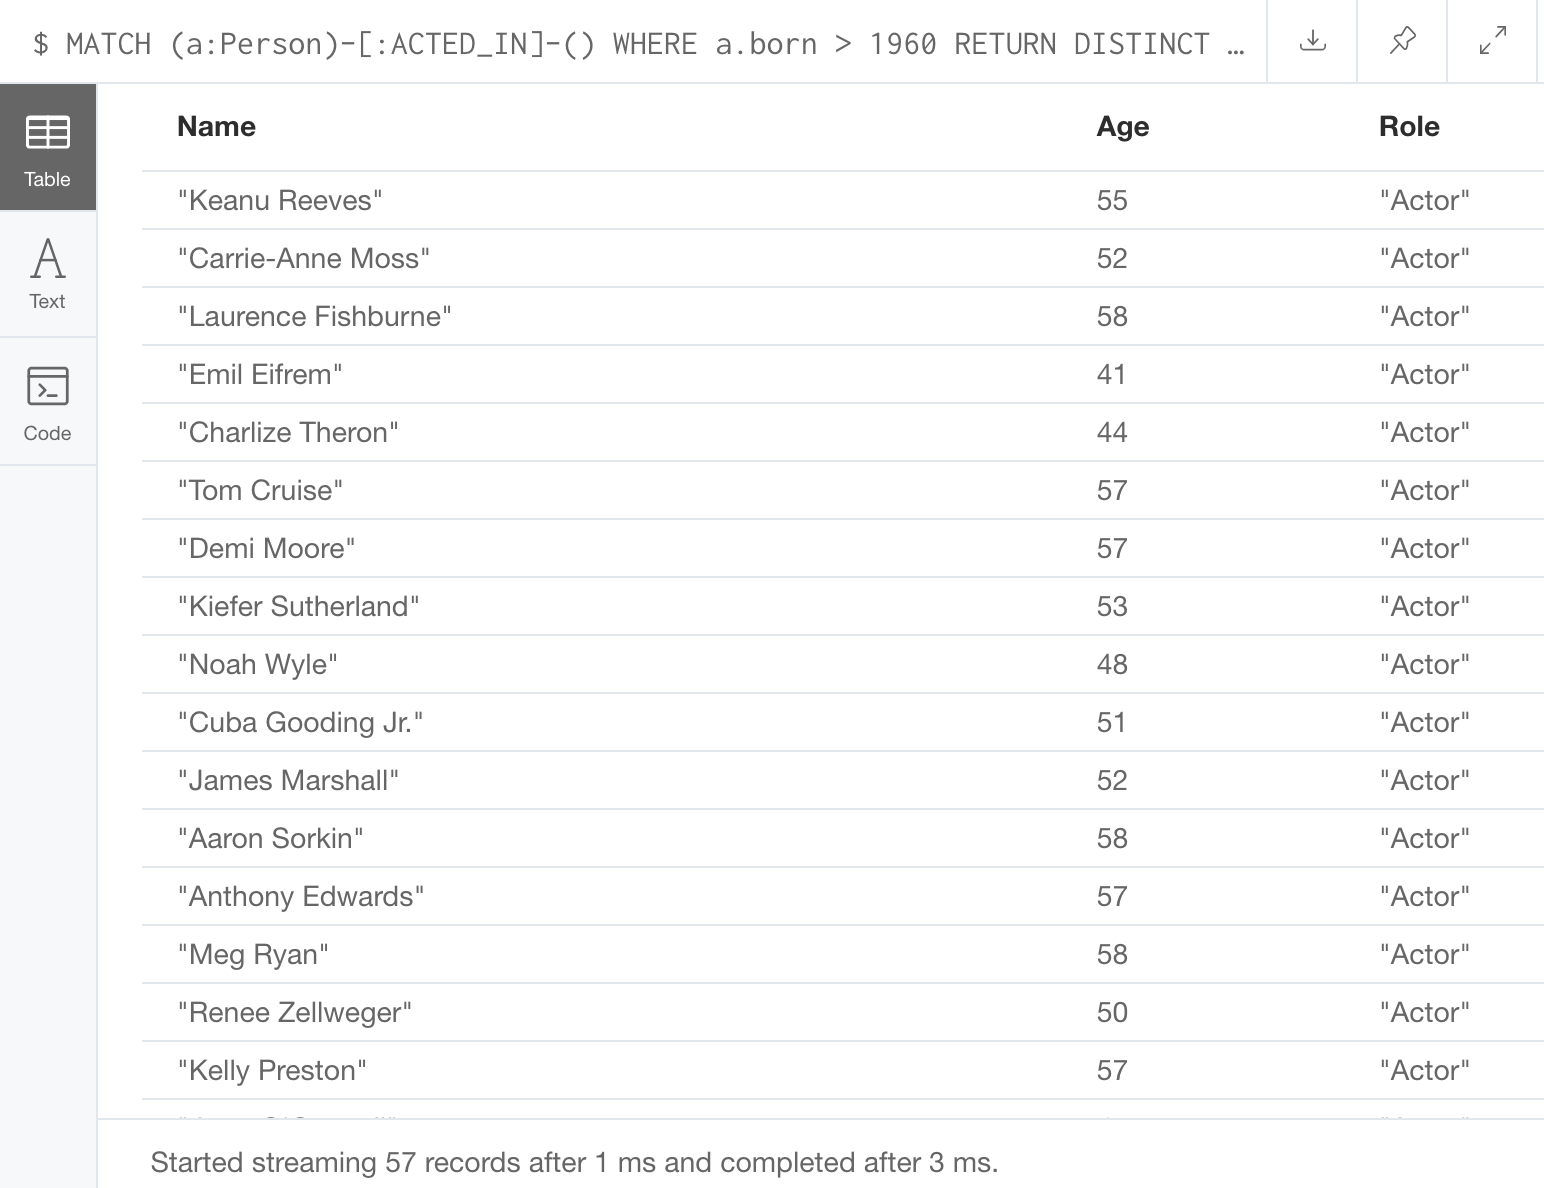 $ MATCH (a:Person)-[:ACTED_IN]-() WHERE a.born > 1960 RETURN DISTINCT …
Name Age Role
Table
"Keanu Reeves" 55 "Actor"
"Carrie-Anne Moss" 52 "Actor"
Text
"Laurence Fishburne" 58 "Actor"
"Emil Eifrem" 41 "Actor"
Code
"Charlize Theron" 44 "Actor"
"Tom Cruise" 57 "Actor"
"Demi Moore" 57 "Actor"
"Kiefer Sutherland" 53 "Actor"
"Noah Wyle" 48 "Actor"
"Cuba Gooding Jr." 51 "Actor"
"James Marshall" 52 "Actor"
"Aaron Sorkin" 58 "Actor"
"Anthony Edwards" 57 "Actor"
"Meg Ryan" 58 "Actor"
"Renee Zellweger" 50 "Actor"
"Kelly Preston" 57 "Actor"
Started streaming 57 records after 1 ms and completed after 3 ms.